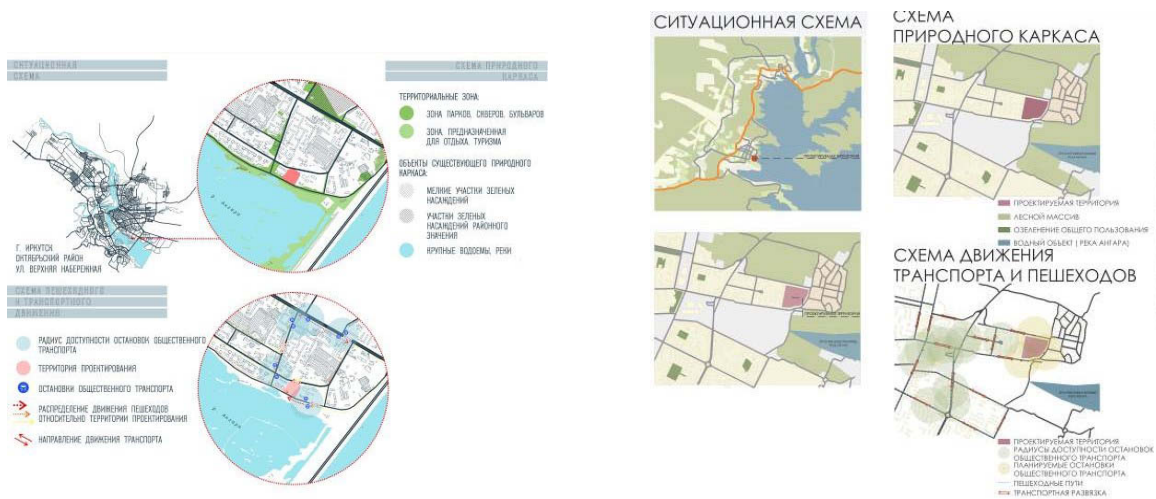 СИТУАЦИОННАЯ
СХЕМА
Г. ИРКУТСК
ОКТЯБРЬСКИЙ РАЙОН
УЛ. ВЕРХНЯЯ НАБЕРЕЖНАЯ
СХЕМА ПРИРОДНОГО
КАРКАСА
ТЕРРИТОРИАЛЬНЫЕ ЗОНА:
ЗОНА ПАРКОВ, СКВЕРОВ, БУЛЬВАРОВ
ЗОНА, ПРЕДНАЗНАЧЕННАЯ
ДЛЯ ОТДЫХА, ТУРИЗМА
ОБЪЕКТЫ СУЩЕСТВУЮЩЕГО ПРИРОДНОГО
КАРКАСА:
МЕЛКИЕ УЧАСТКИ ЗЕЛЕНЫХ
НАСАЖДЕНИЙ
УЧАСТКИ ЗЕЛЕНЫХ
НАСАЖДЕНИЙ РАЙОННОГО
ЗНАЧЕНИЯ
КРУПНЫЕ ВОДОЕМЫ, РЕКИ
р. Ангара
СХЕМА ПЕШЕХОДНОГО
И ТРАНСПОРТНОГО
ДВИЖЕНИЯ
РАДИУС ДОСТУПНОСТИ ОСТАНОВОК ОБЩЕСТВЕННОГО
ТРАНСПОРТА
ТЕРРИТОРИЯ ПРОЕКТИРОВАНИЯ
ОСТАНОВКИ ОБЩЕСТВЕННОГО ТРАНСПОРТА
РАСПРЕДЕЛЕНИЕ ДВИЖЕНИЯ ПЕШЕХОДОВ
ОТНОСИТЕЛЬНО ТЕРРИТОРИИ ПРОЕКТИРОВАНИЯ
НАПРАВЛЕНИЕ ДВИЖЕНИЯ ТРАНСПОРТА
р. Ангара
СИТУАЦИОННАЯ СХЕМА
СХЕМА
ПРИРОДНОГО КАРКАСА
ПРОЕКТИРУЕМАЯ ТЕРРИТОРИЯ
ЛЕСНОЙ МАССИВ
ОЗЕЛЕНЕНИЕ ОБЩЕГО ПОЛЬЗОВАНИЯ
ВОДНЫЙ ОБЪЕКТ ( РЕКА АНГАРА)
СХЕМА ДВИЖЕНИЯ
ТРАНСПОРТА И ПЕШЕХОДОВ
ПРОЕКТИРУЕМАЯ ТЕРРИТОРИЯ
РАДИУСЫ ДОСТУПНОСТИ ОСТАНОВОК
ОБЩЕСТВЕННОГО ТРАНСПОРТА
ПЛАНИРУЕМЫЕ ОСТАНОВКИ
ОБЩЕСТВЕННОГО ТРАНСПОРТА
ПЕШЕХОДНЫЕ ПУТИ
ТРАНСПОРТНАЯ РАЗВЯЗКА